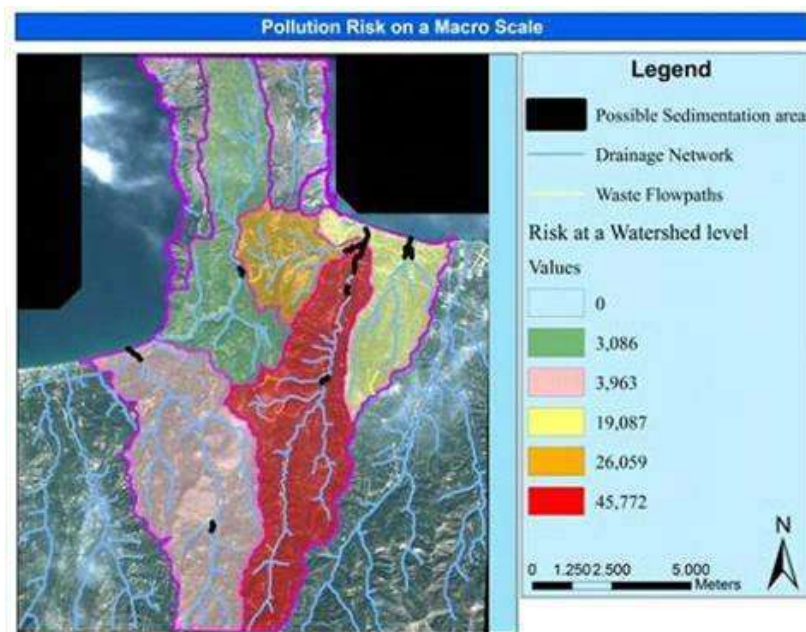 Pollution Risk on a Macro Scale
Legend
Possible Sedimentation area
Drainage Network
Waste Flowpaths
Risk at a Watershed level
Values
0
3,086
3,963
19,087
26,059
45,772
N
0 1.250 2.500 5.000
Meters